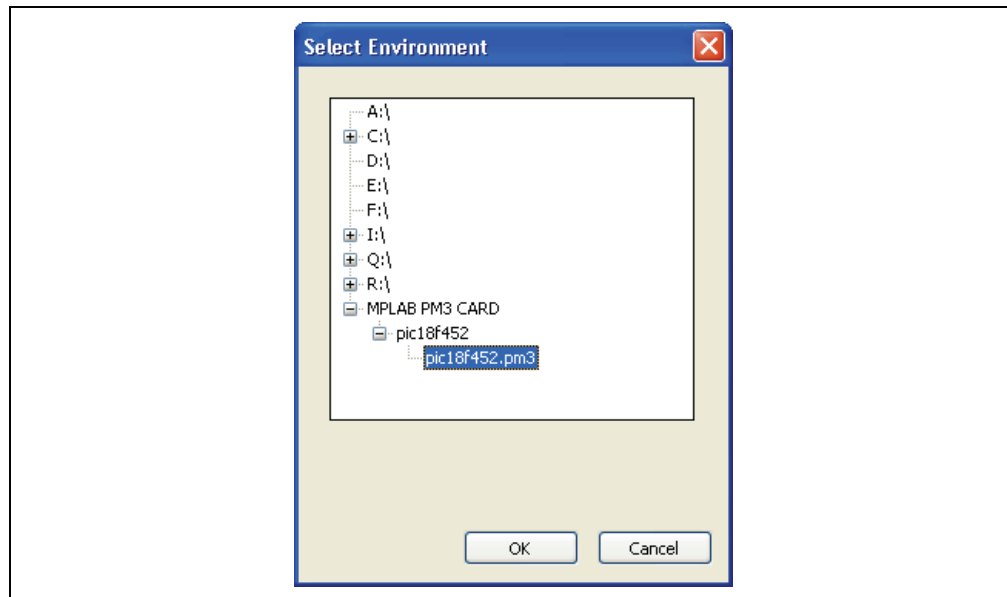 Select Environment
A:\
C:\
D:\
E:\
F:\
I:\
Q:\
R:\
MPLAB PM3 CARD
pic18f452
pic18f452.pm3
OK
Cancel